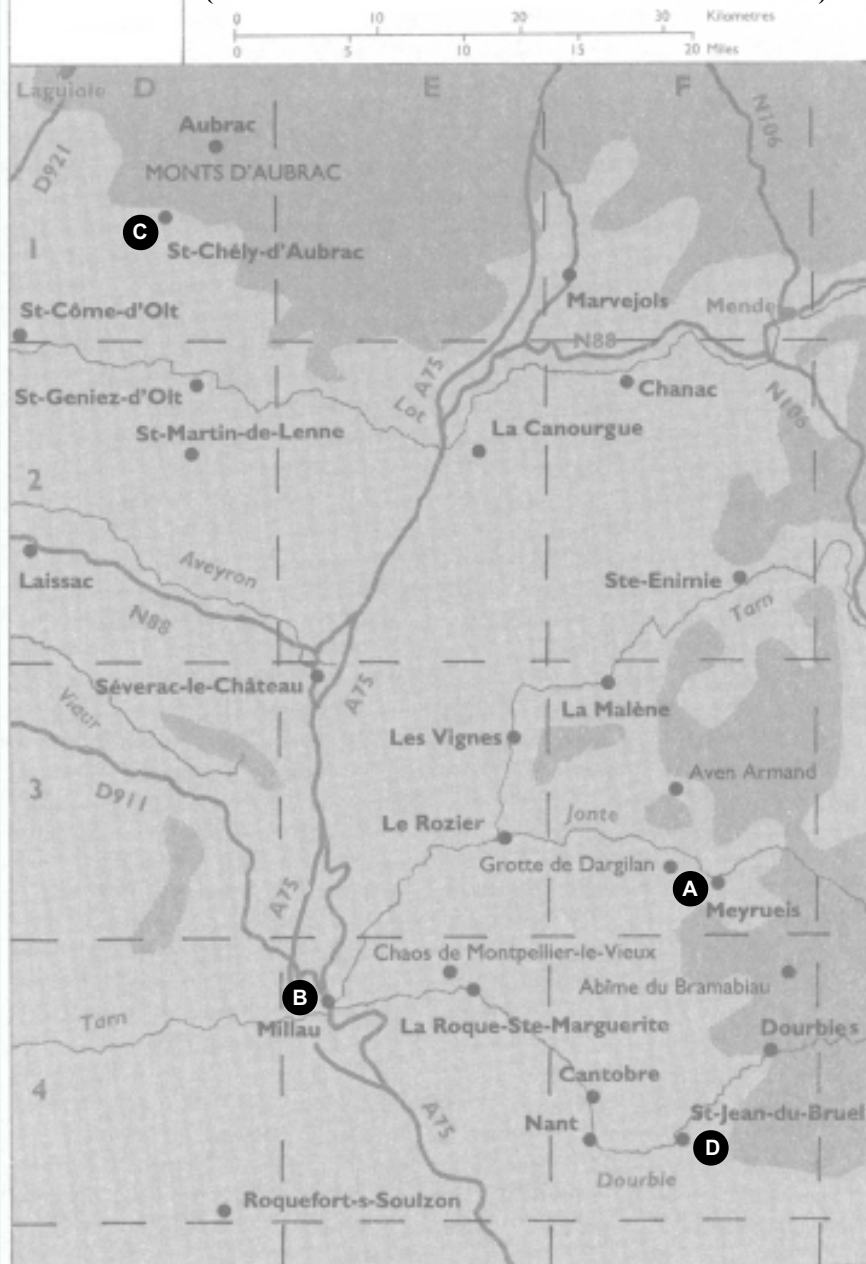 0 10 20 30 Kilometres
0 5 10 15 20 Miles
Laguiole D E F
N106
Aubrac
D921
MONTS D'AUBRAC
C
1 St-Chély-d'Aubrac
Marvejols
St-Côme-d'Olt
Mende
N88
A75
Lot
St-Geniez-d'Olt
Chanac
N106
St-Martin-de-Lenne
La Canourgue
2
Aveyron
Laissac
Ste-Enimie
N88
Tarn
Séverac-le-Château
A75
Viaur
La Malène
Les Vignes
Aven Armand
3
D911
Jonte
Le Rozier
Grotte de Dargilan
A
A75
Meyrueis
Chaos de Montpellier-le-Vieux
Abîme du Bramabiau
B
Tarn
Millau
La Roque-Ste-Marguerite
Dourbies
4
Cantobre
A75
St-Jean-du-Bruel
Nant
D
Dourbie
Roquefort-s-Soulzon